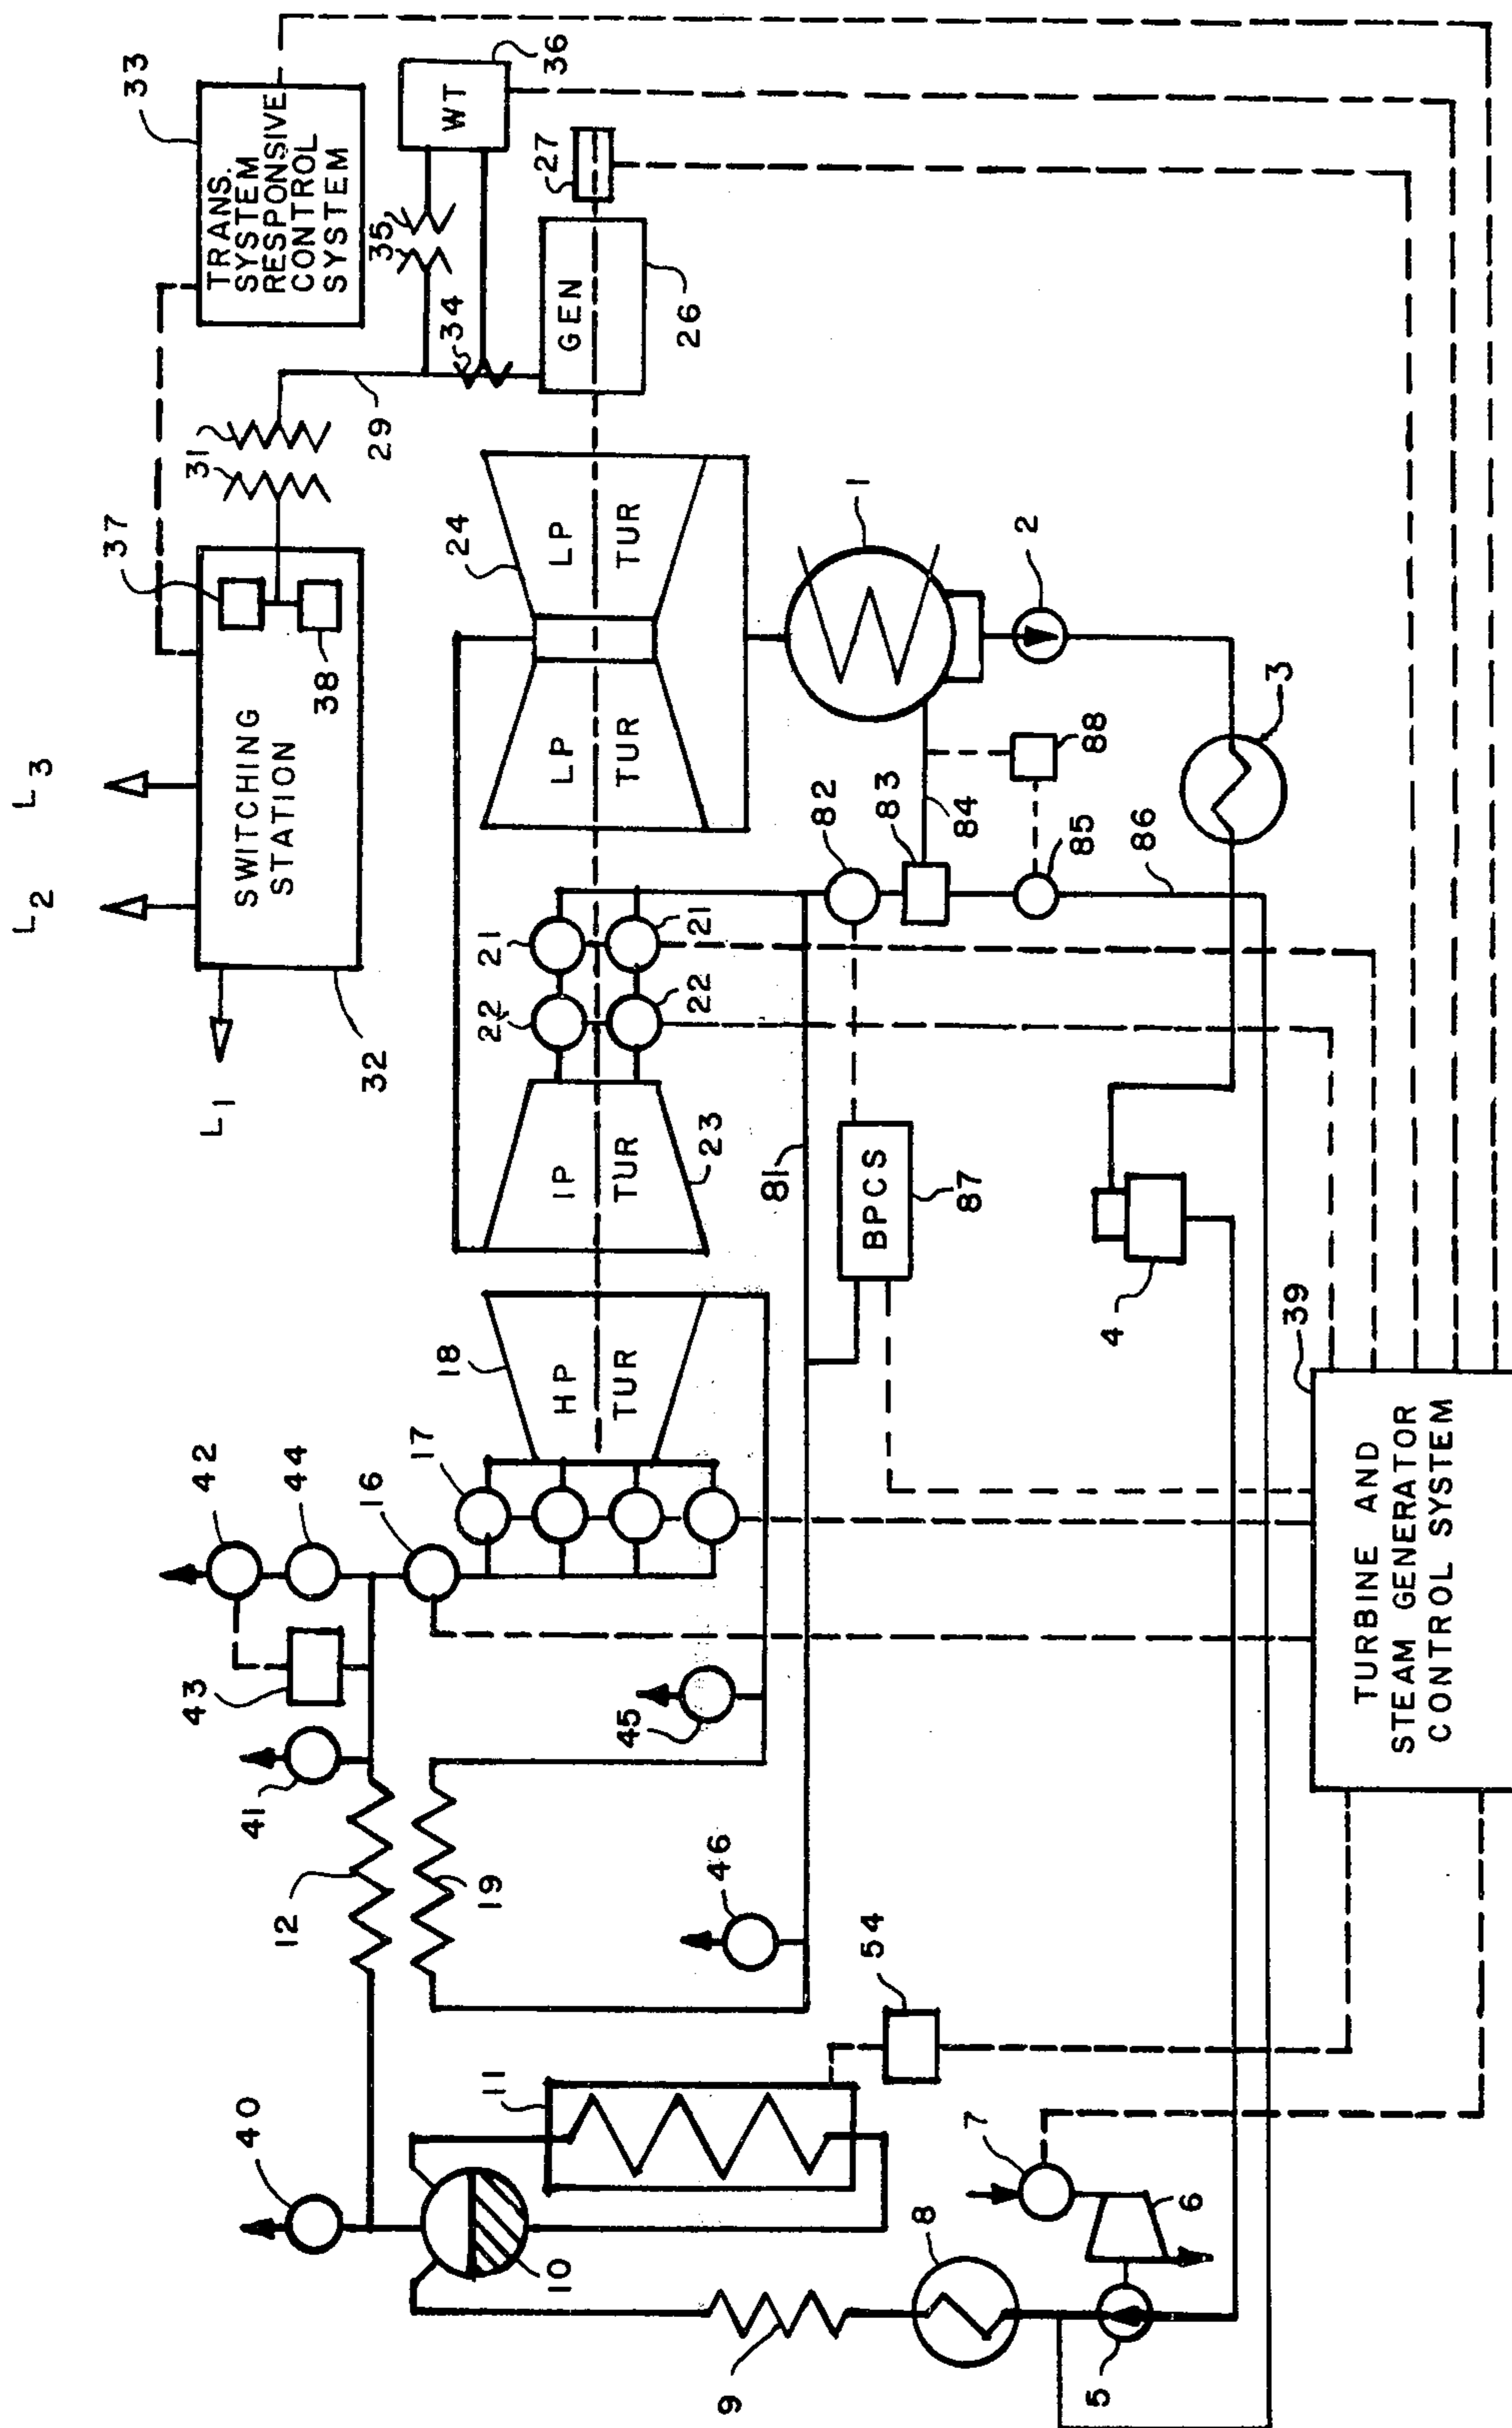 L1
L2
L3
32
SWITCHING
STATION
37
38
31
29
33
TRANS.
SYSTEM
RESPONSIVE
CONTROL
SYSTEM
36
WT
35
34
27
GEN
26
24
LP
TUR
LP
TUR
21
21
22
22
IP
TUR
23
HP
TUR
18
17
16
42
44
43
41
12
19
45
46
40
10
11
54
9
8
7
6
5
4
3
2
1
81
82
83
84
85
86
88
BPCS
87
39
TURBINE AND
STEAM GENERATOR
CONTROL SYSTEM